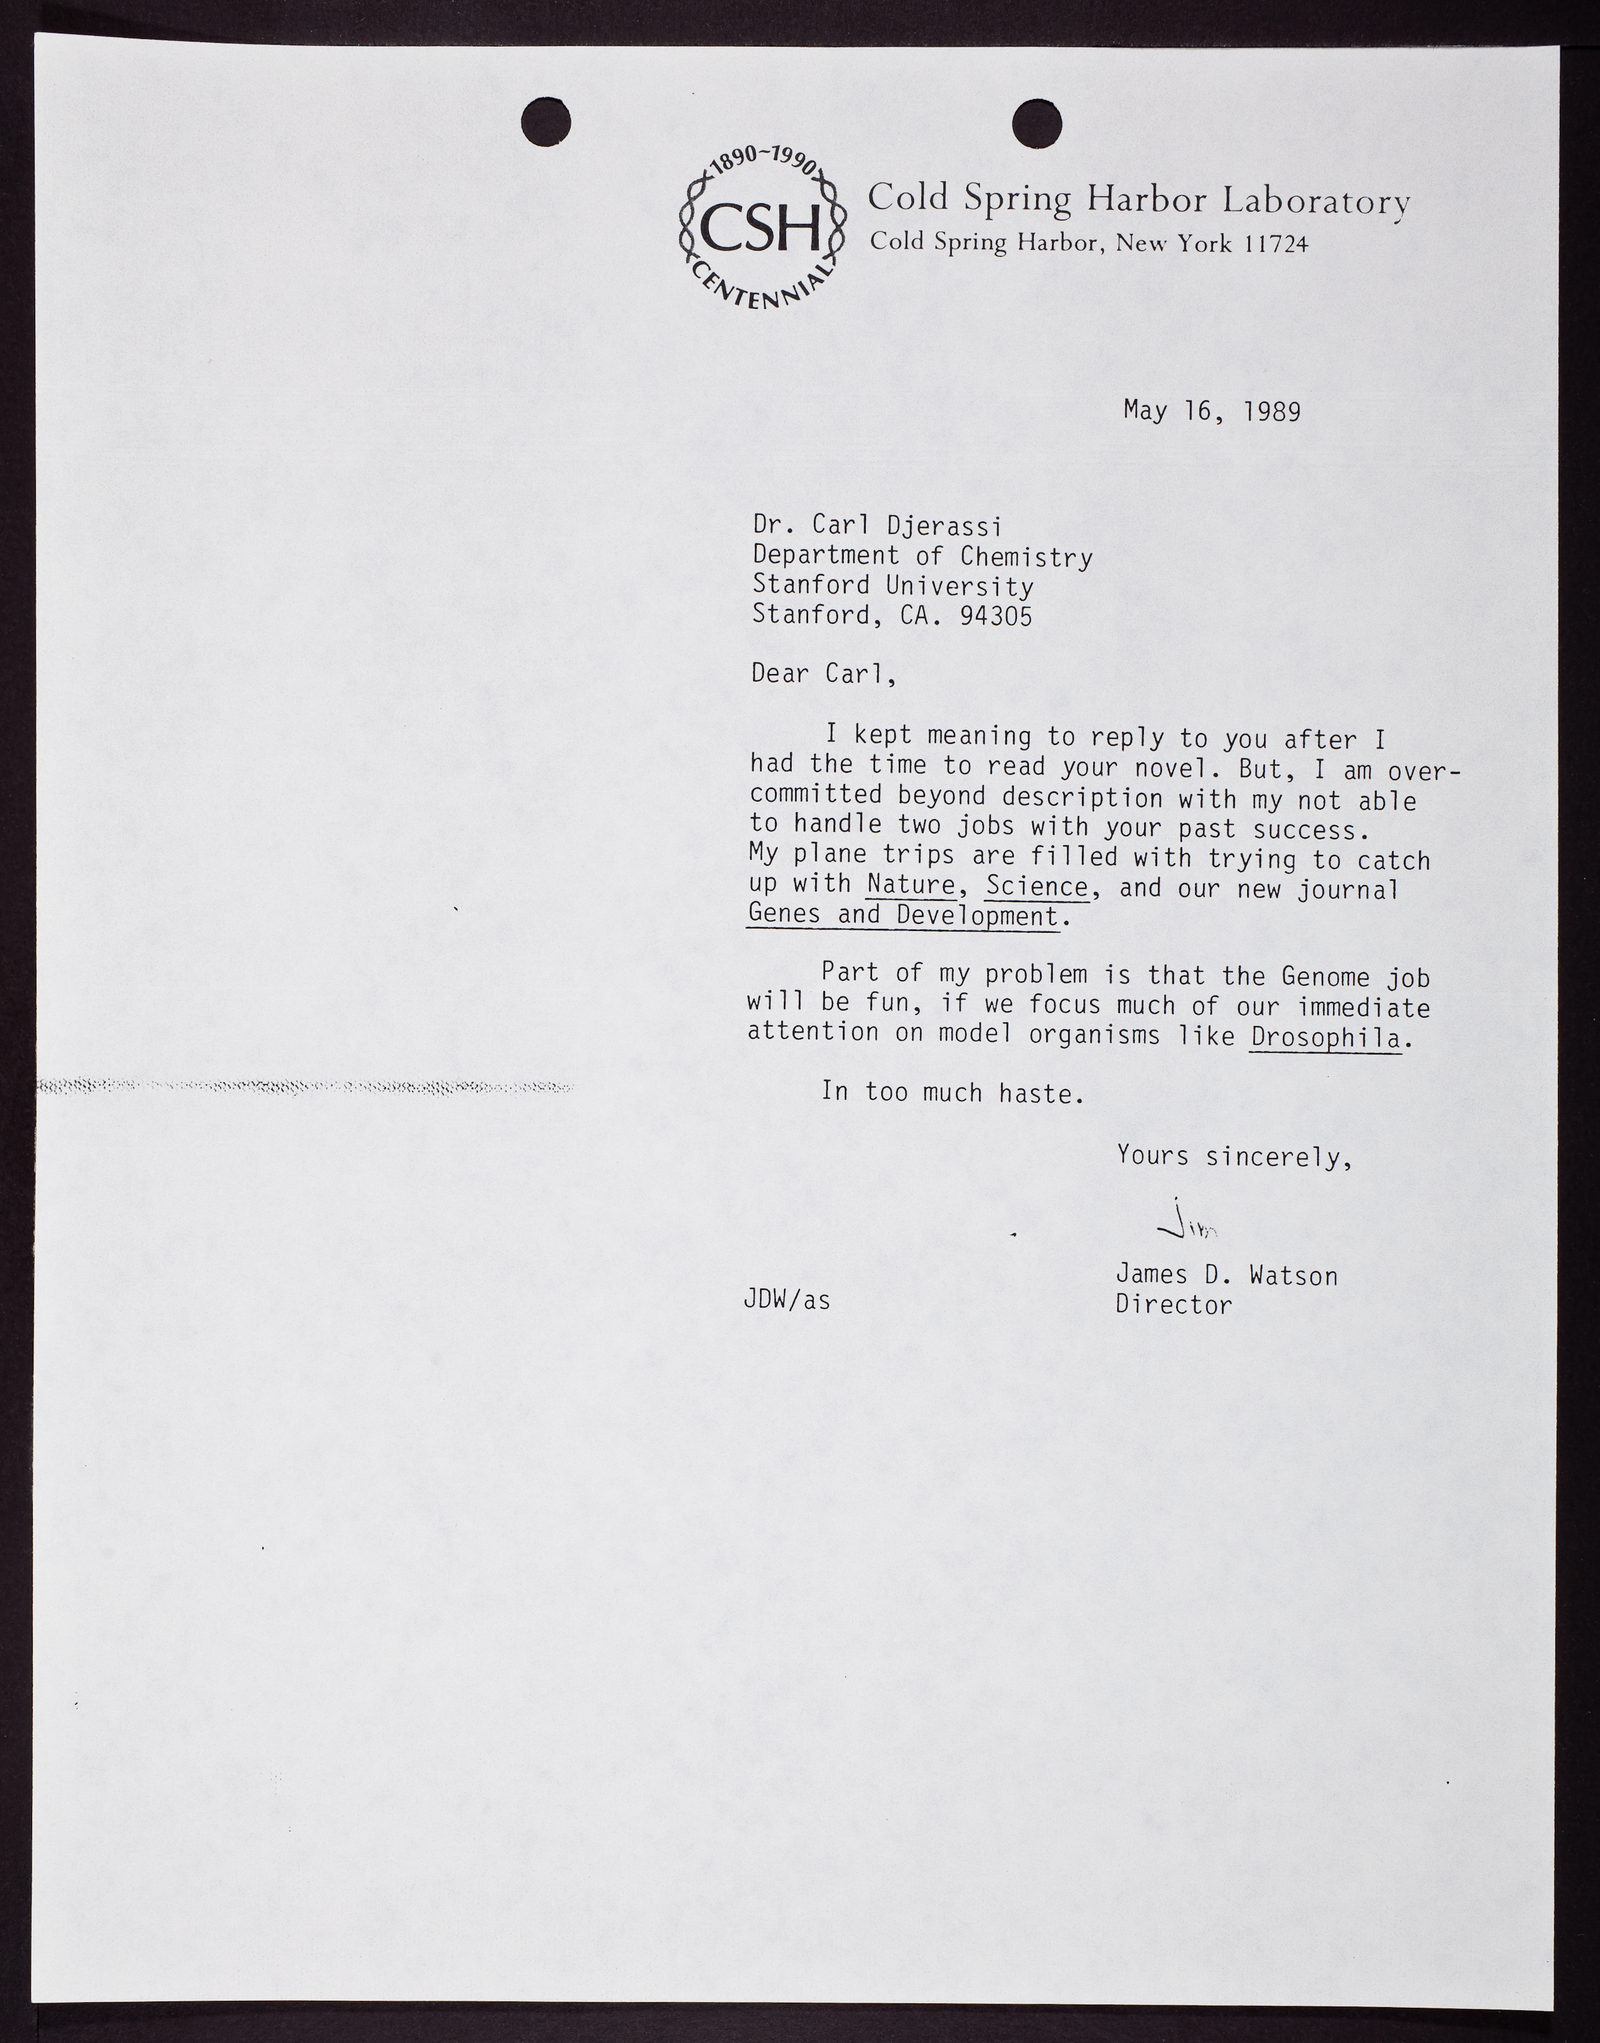 1890~1990
CSH
CENTENNIAL
Cold Spring Harbor Laboratory
Cold Spring Harbor, New York 11724
May 16, 1989
Dr. Carl Djerassi
Department of Chemistry
Stanford University
Stanford, CA. 94305
Dear Carl,
I kept meaning to reply to you after I
had the time to read your novel. But, I am over-
committed beyond description with my not able
to handle two jobs with your past success.
My plane trips are filled with trying to catch
up with Nature, Science, and our new journal
Genes and Development.
Part of my problem is that the Genome job
will be fun, if we focus much of our immediate
attention on model organisms like Drosophila.
In too much haste.
Yours sincerely,
Jim
James D. Watson
Director
JDW/as